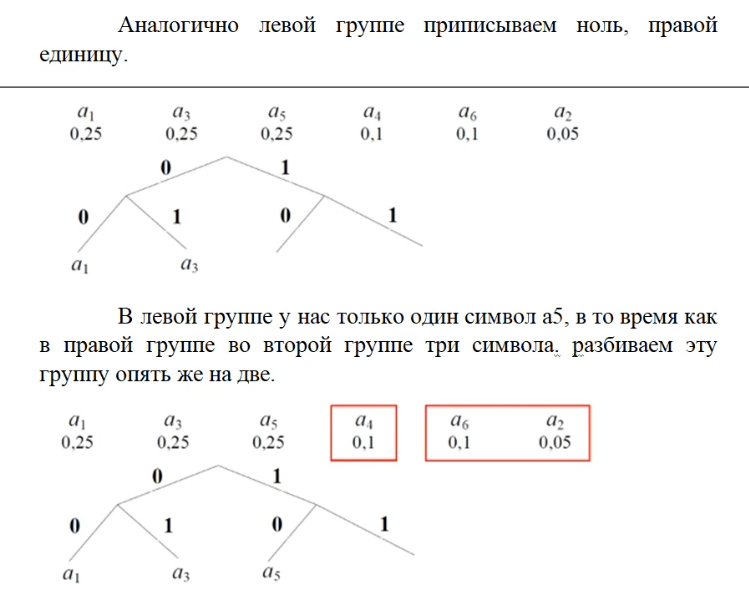 Аналогично левой группе приписываем ноль, правой
единицу.
a1 a3 a5 a4 a6 a2
0,25 0,25 0,25 0,1 0,1 0,05
0 1
0 1 0 1
a1 a3
В левой группе у нас только один символ а5, в то время как
в правой группе во второй группе три символа. разбиваем эту
группу опять же на две.
a1 a3 a5 a4 a6 a2
0,25 0,25 0,25 0,1 0,1 0,05
0 1
0 1 0 1
a1 a3 a5